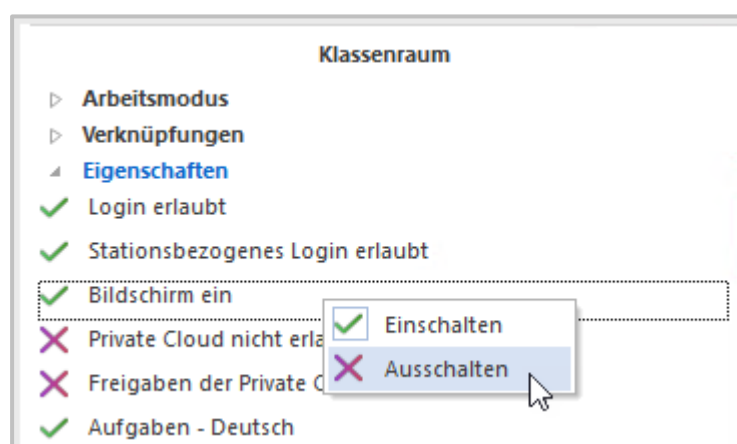 Klassenraum
Arbeitsmodus
Verknüpfungen
Eigenschaften
Login erlaubt
Stationsbezogenes Login erlaubt
Bildschirm ein
Einschalten
Private Cloud nicht
Ausschalten
Freigaben der Private
Aufgaben - Deutsch